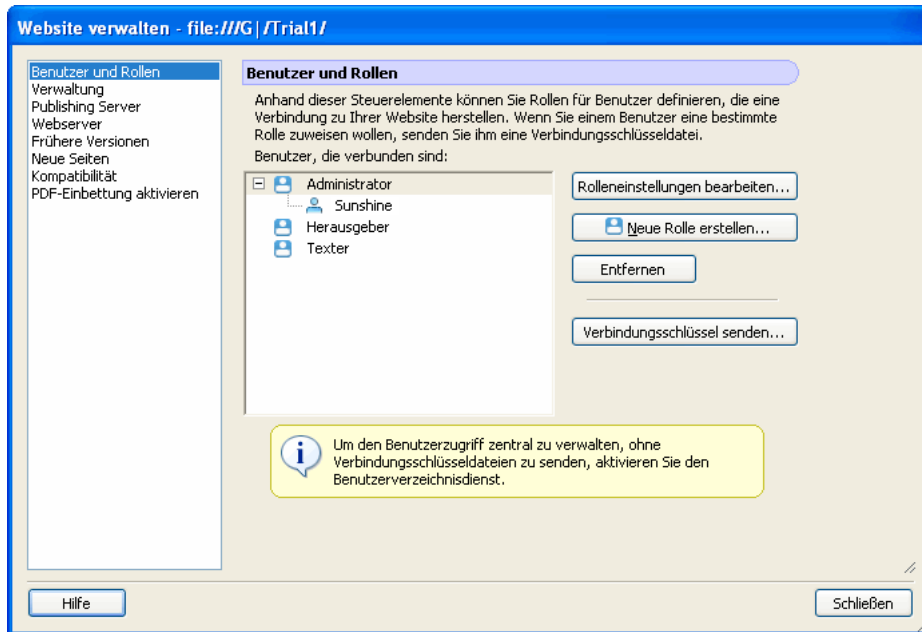 Website verwalten - file:///G|/Trial1/
Benutzer und Rollen
Verwaltung
Publishing Server
Webserver
Frühere Versionen
Neue Seiten
Kompatibilität
PDF-Einbettung aktivieren
Benutzer und Rollen
Anhand dieser Steuerelemente können Sie Rollen für Benutzer definieren, die eine
Verbindung zu Ihrer Website herstellen. Wenn Sie einem Benutzer eine bestimmte
Rolle zuweisen wollen, senden Sie ihm eine Verbindungsschlüsseldatei.
Benutzer, die verbunden sind:
Administrator
Sunshine
Herausgeber
Texter
Rolleneinstellungen bearbeiten...
Neue Rolle erstellen...
Entfernen
Verbindungsschlüssel senden...
Um den Benutzerzugriff zentral zu verwalten, ohne
Verbindungsschlüsseldateien zu senden, aktivieren Sie den
Benutzerverzeichnisdienst.
Hilfe
Schließen